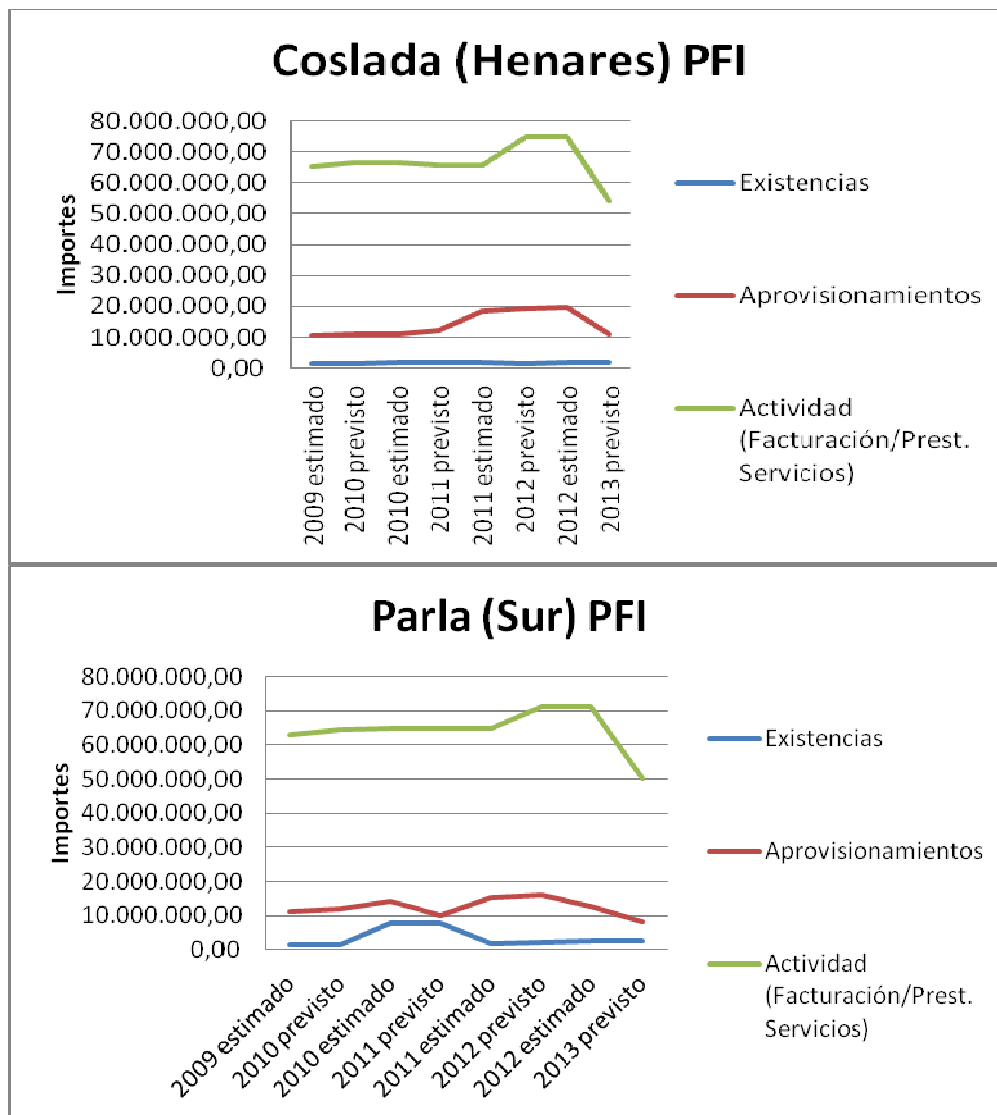 Coslada (Henares) PFI
Importes
80.000.000,00
70.000.000,00
60.000.000,00
50.000.000,00
40.000.000,00
30.000.000,00
20.000.000,00
10.000.000,00
0,00
2009 estimado
2010 previsto
2010 estimado
2011 previsto
2011 estimado
2012 previsto
2012 estimado
2013 previsto
Existencias
Aprovisionamientos
Actividad
(Facturación/Prest.
Servicios)
Parla (Sur) PFI
Importes
80.000.000,00
70.000.000,00
60.000.000,00
50.000.000,00
40.000.000,00
30.000.000,00
20.000.000,00
10.000.000,00
0,00
2009 estimado
2010 previsto
2010 estimado
2011 previsto
2011 estimado
2012 previsto
2012 estimado
2013 previsto
Existencias
Aprovisionamientos
Actividad
(Facturación/Prest.
Servicios)